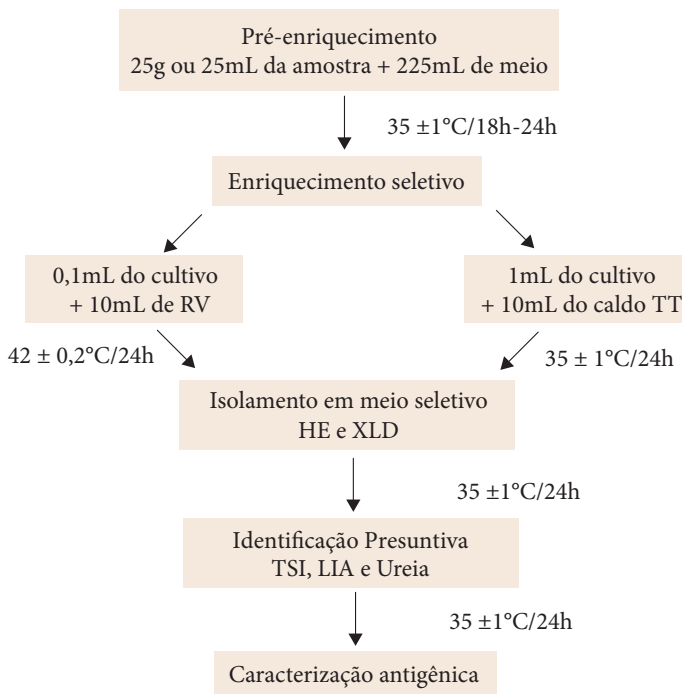 Pré-enriquecimento
25g ou 25mL da amostra + 225mL de meio
35 ±1°C/18h-24h
Enriquecimento seletivo
0,1mL do cultivo
+ 10mL de RV
1mL do cultivo
+ 10mL do caldo TT
42 ± 0,2°C/24h
35 ± 1°C/24h
Isolamento em meio seletivo
HE e XLD
35 ±1°C/24h
Identificação Presuntiva
TSI, LIA e Ureia
35 ±1°C/24h
Caracterização antigênica